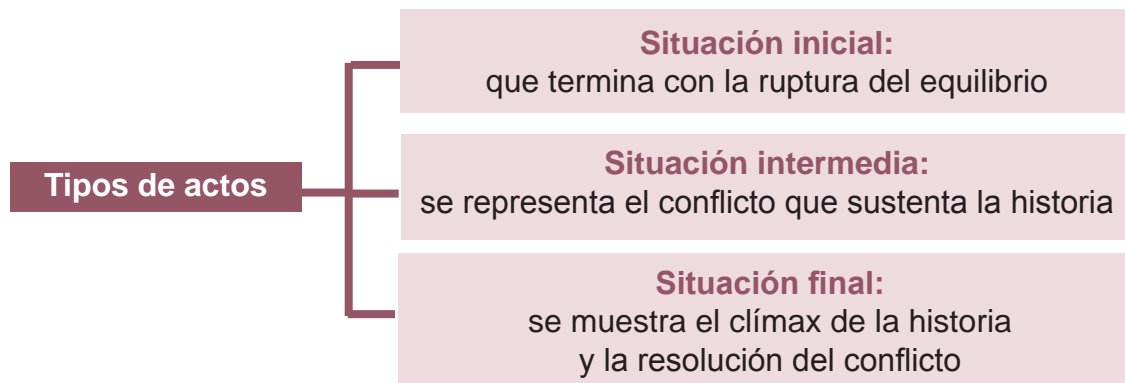 Situación inicial:
que termina con la ruptura del equilibrio
Tipos de actos
Situación intermedia:
se representa el conflicto que sustenta la historia
Situación final:
se muestra el clímax de la historia
y la resolución del conflicto